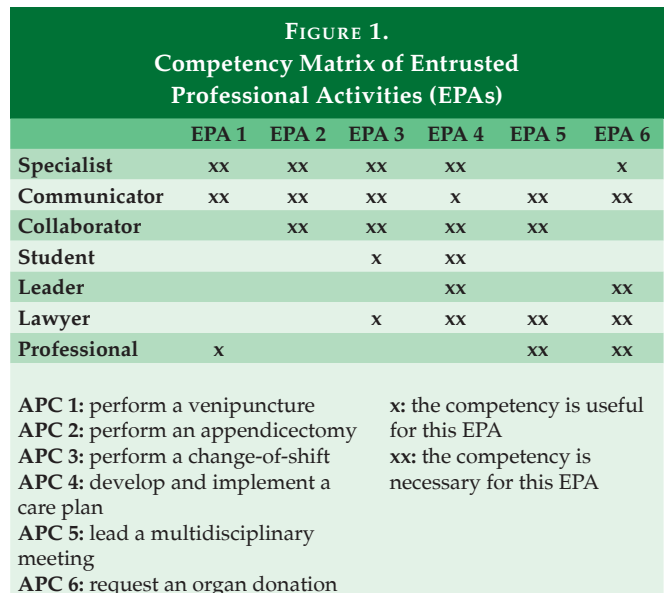 FIGURE 1.
Competency Matrix of Entrusted
Professional Activities (EPAs)
EPA 1 EPA 2 EPA 3 EPA 4 EPA 5 EPA 6
Specialist xx xx xx xx x
Communicator xx xx xx x xx xx
Collaborator xx xx xx xx
Student x xx
Leader xx xx
Lawyer x xx xx xx
Professional x xx xx
APC 1: perform a venipuncture
APC 2: perform an appendicectomy
APC 3: perform a change-of-shift
APC 4: develop and implement a
care plan
APC 5: lead a multidisciplinary
meeting
APC 6: request an organ donation
x: the competency is useful
for this EPA
xx: the competency is
necessary for this EPA